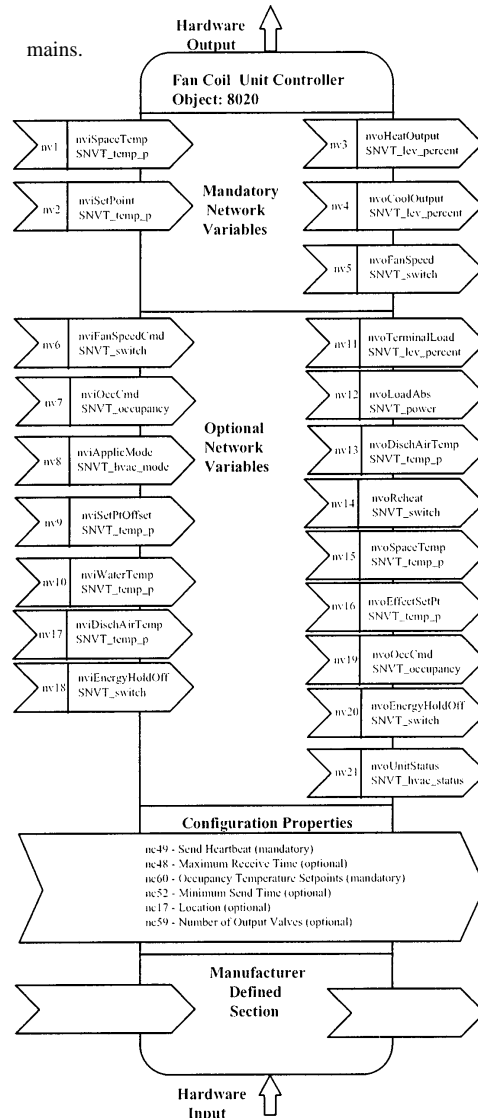 Hardware
Output
mains.
Fan Coil Unit Controller
Object: 8020
nv1
nviSpaceTemp
SNVT_temp_p
nv2
nviSetPoint
SNVT_temp_p
Mandatory
Network
Variables
nv3
nvoHeatOutput
SNVT_lev_percent
nv4
nvoCoolOutput
SNVT_lev_percent
nv5
nvoFanSpeed
SNVT_switch
nv6
nviFanSpeedCmd
SNVT_switch
nv7
nviOccCmd
SNVT_occupancy
nv8
nviApplicMode
SNVT_hvac_mode
nv9
nviSetPtOffset
SNVT_temp_p
nv10
nviWaterTemp
SNVT_temp_p
nv17
nviDischAirTemp
SNVT_temp_p
nv18
nviEnergyHoldOff
SNVT_switch
Optional
Network
Variables
nv11
nvoTerminalLoad
SNVT_lev_percent
nv12
nvoLoadAbs
SNVT_power
nv13
nvoDischAirTemp
SNVT_temp_p
nv14
nvoReheat
SNVT_switch
nv15
nvoSpaceTemp
SNVT_temp_p
nv16
nvoEffectSetPt
SNVT_temp_p
nv19
nvoOccCmd
SNVT_occupancy
nv20
nvoEnergyHoldOff
SNVT_switch
nv21
nvoUnitStatus
SNVT_hvac_status
Configuration Properties
nc49 - Send Heartbeat (mandatory)
nc48 - Maximum Receive Time (optional)
nc60 - Occupancy Temperature Setpoints (mandatory)
nc52 - Minimum Send Time (optional)
nc17 - Location (optional)
nc59 - Number of Output Valves (optional)
Manufacturer
Defined
Section
Hardware
Input